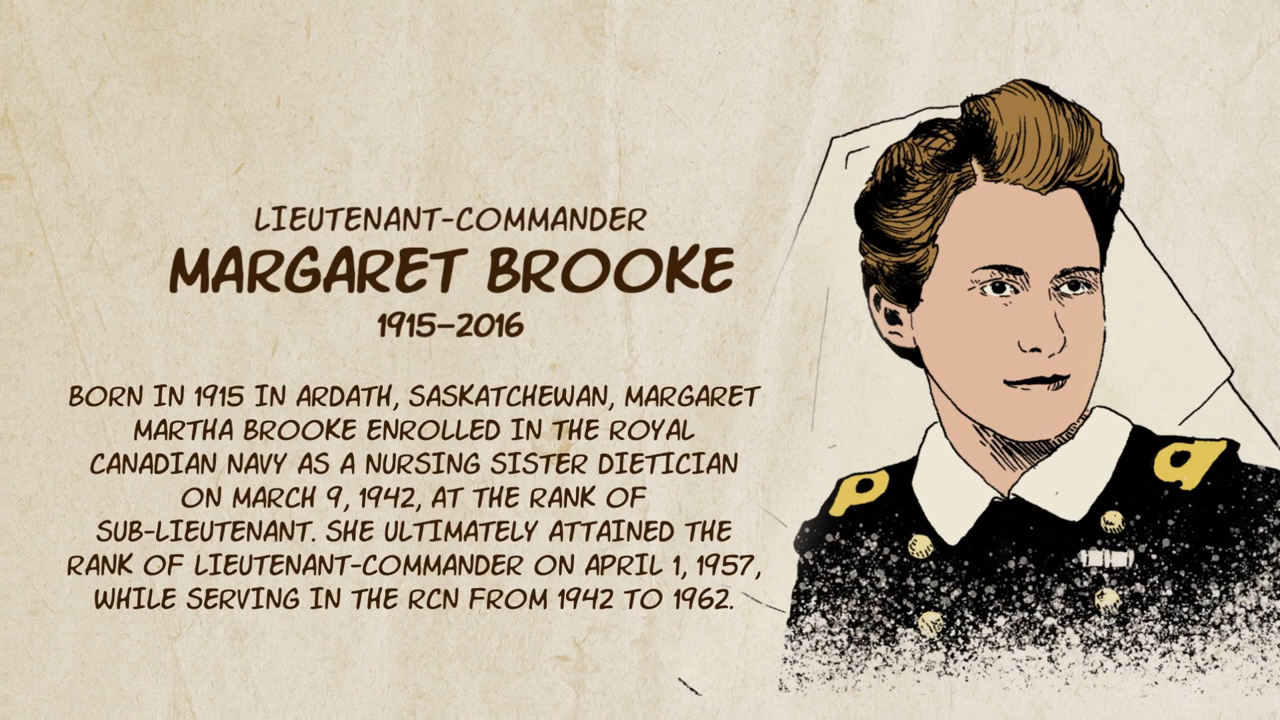 LIEUTENANT-COMMANDER
MARGARET BROOKE
1915–2016
BORN IN 1915 IN ARDATH, SASKATCHEWAN, MARGARET
MARTHA BROOKE ENROLLED IN THE ROYAL
CANADIAN NAVY AS A NURSING SISTER DIETICIAN
ON MARCH 9, 1942, AT THE RANK OF
SUB-LIEUTENANT. SHE ULTIMATELY ATTAINED THE
RANK OF LIEUTENANT-COMMANDER ON APRIL 1, 1957,
WHILE SERVING IN THE RCN FROM 1942 TO 1962.